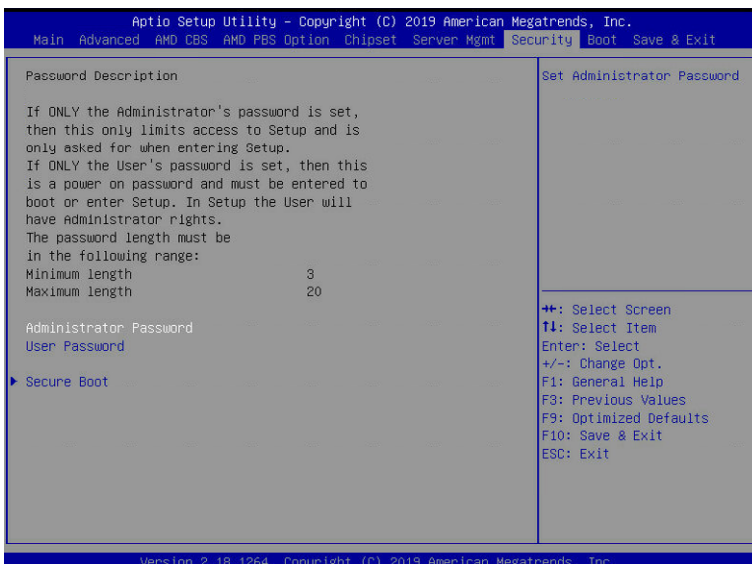 Aptio Setup Utility – Copyright (C) 2019 American Megatrends, Inc.
Main Advanced AMD CBS AMD PBS Option Chipset Server Mgmt Security Boot Save & Exit
Password Description
If ONLY the Administrator's password is set,
then this only limits access to Setup and is
only asked for when entering Setup.
If ONLY the User's password is set, then this
is a power on password and must be entered to
boot or enter Setup. In Setup the User will
have Administrator rights.
The password length must be
in the following range:
Minimum length 3
Maximum length 20
Administrator Password
User Password
Secure Boot
Set Administrator Password
→←: Select Screen
↑↓: Select Item
Enter: Select
+/-: Change Opt.
F1: General Help
F3: Previous Values
F9: Optimized Defaults
F10: Save & Exit
ESC: Exit
Version 2.18.1264. Copyright (C) 2019 American Megatrends, Inc.